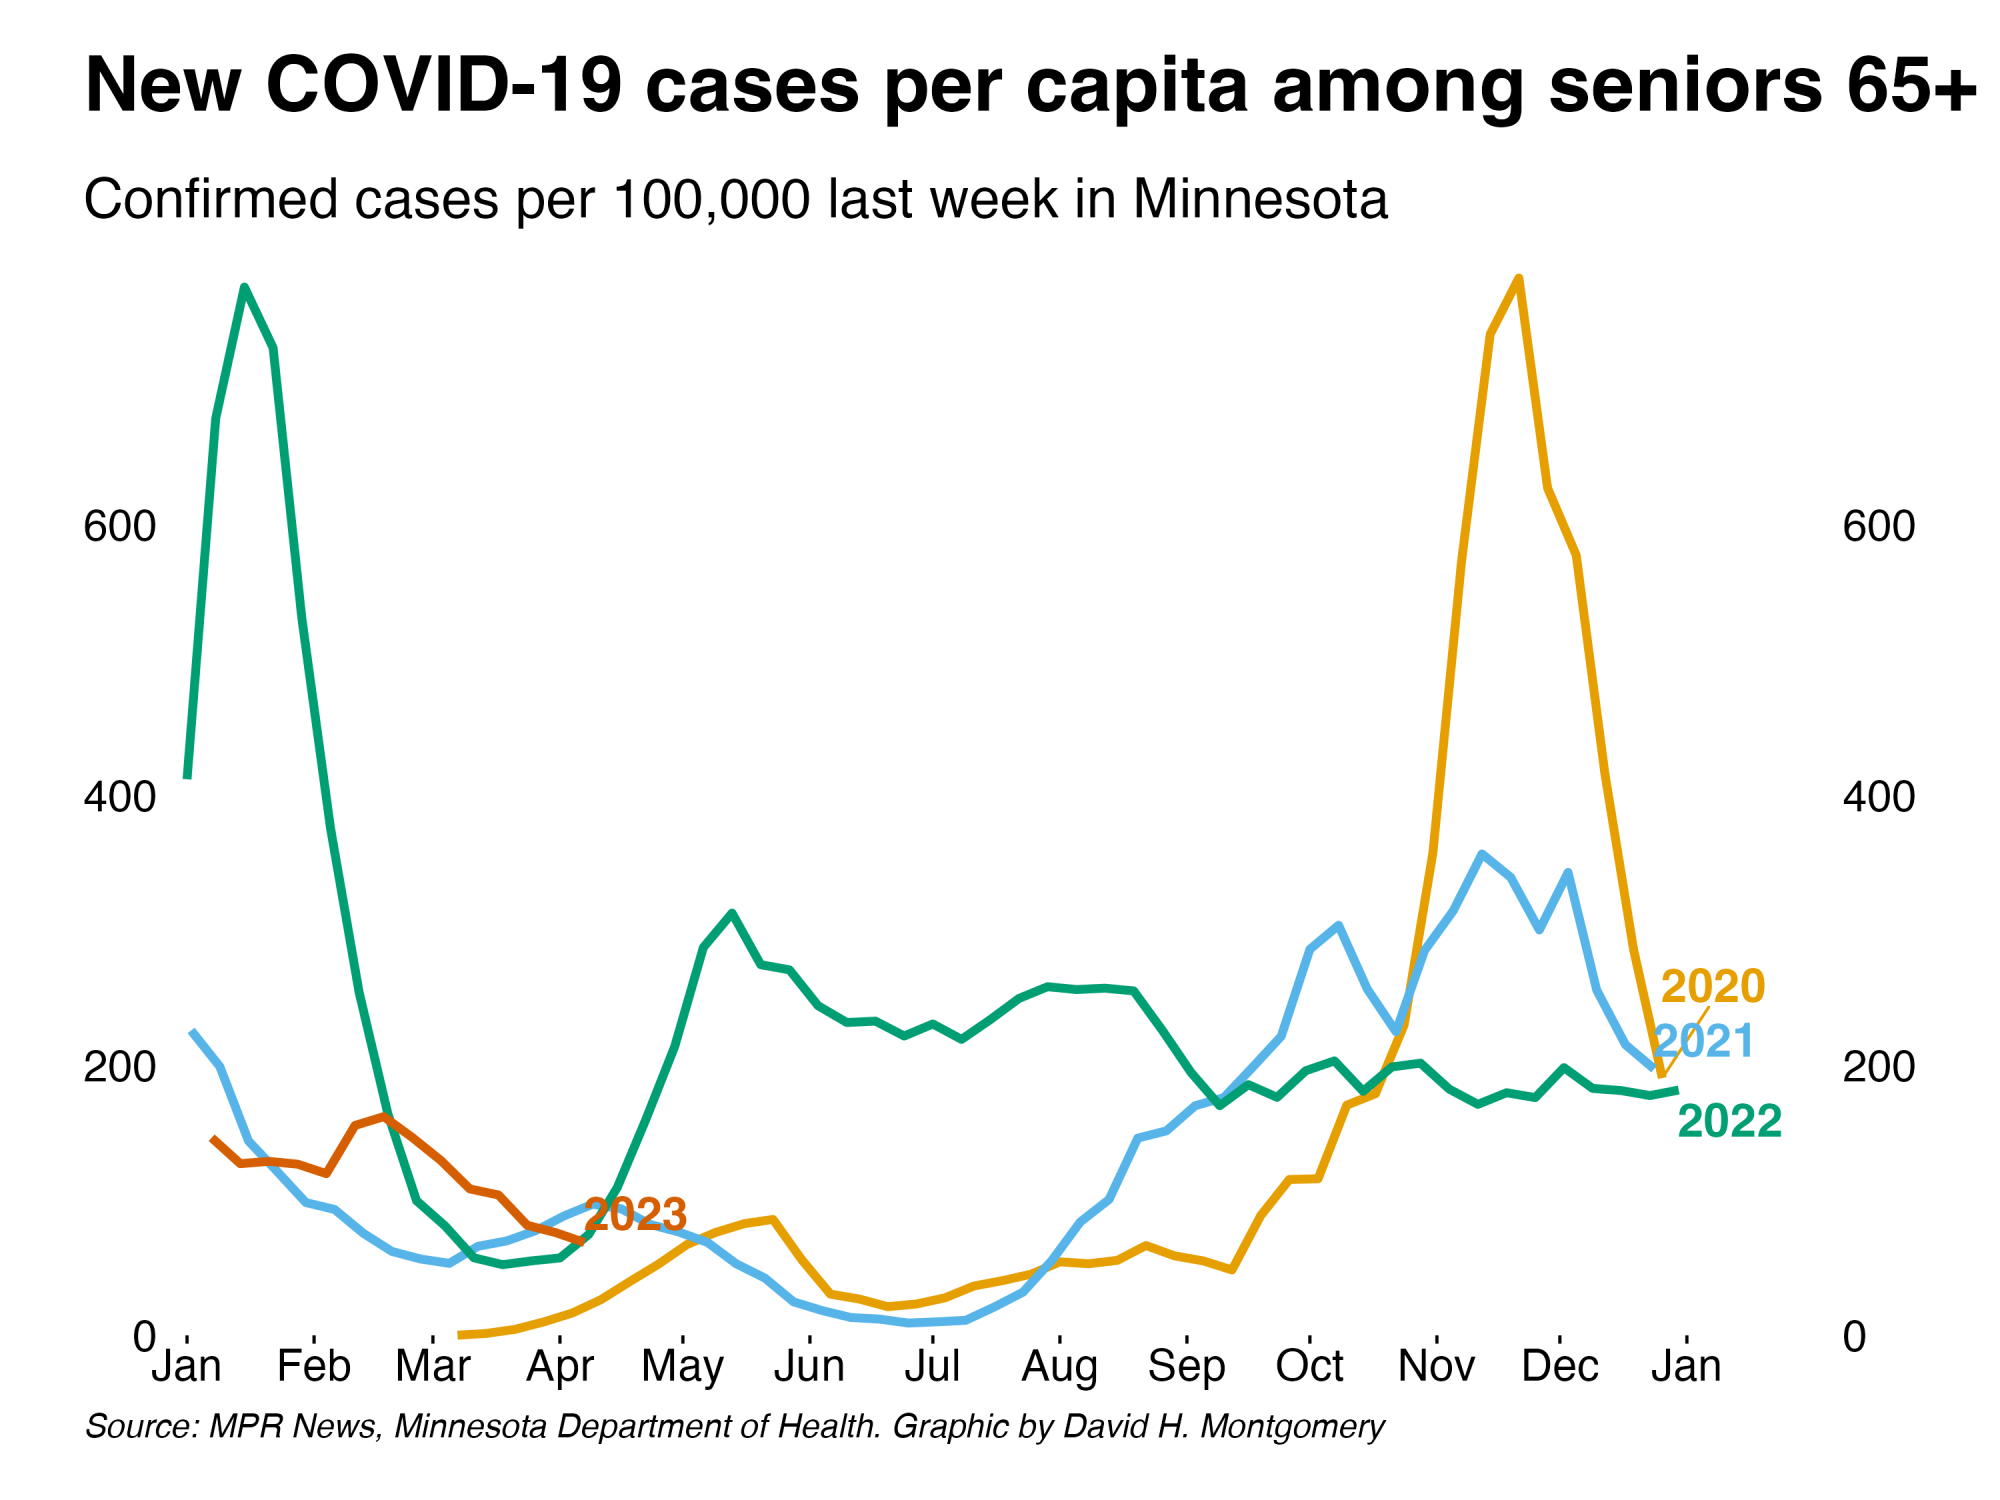 New COVID-19 cases per capita among seniors 65+
Confirmed cases per 100,000 last week in Minnesota
600 600
400 400
2020
2021
200 200
2022
2023
0 0
Jan Feb Mar Apr May Jun Jul Aug Sep Oct Nov Dec Jan
Source: MPR News, Minnesota Department of Health. Graphic by David H. Montgomery